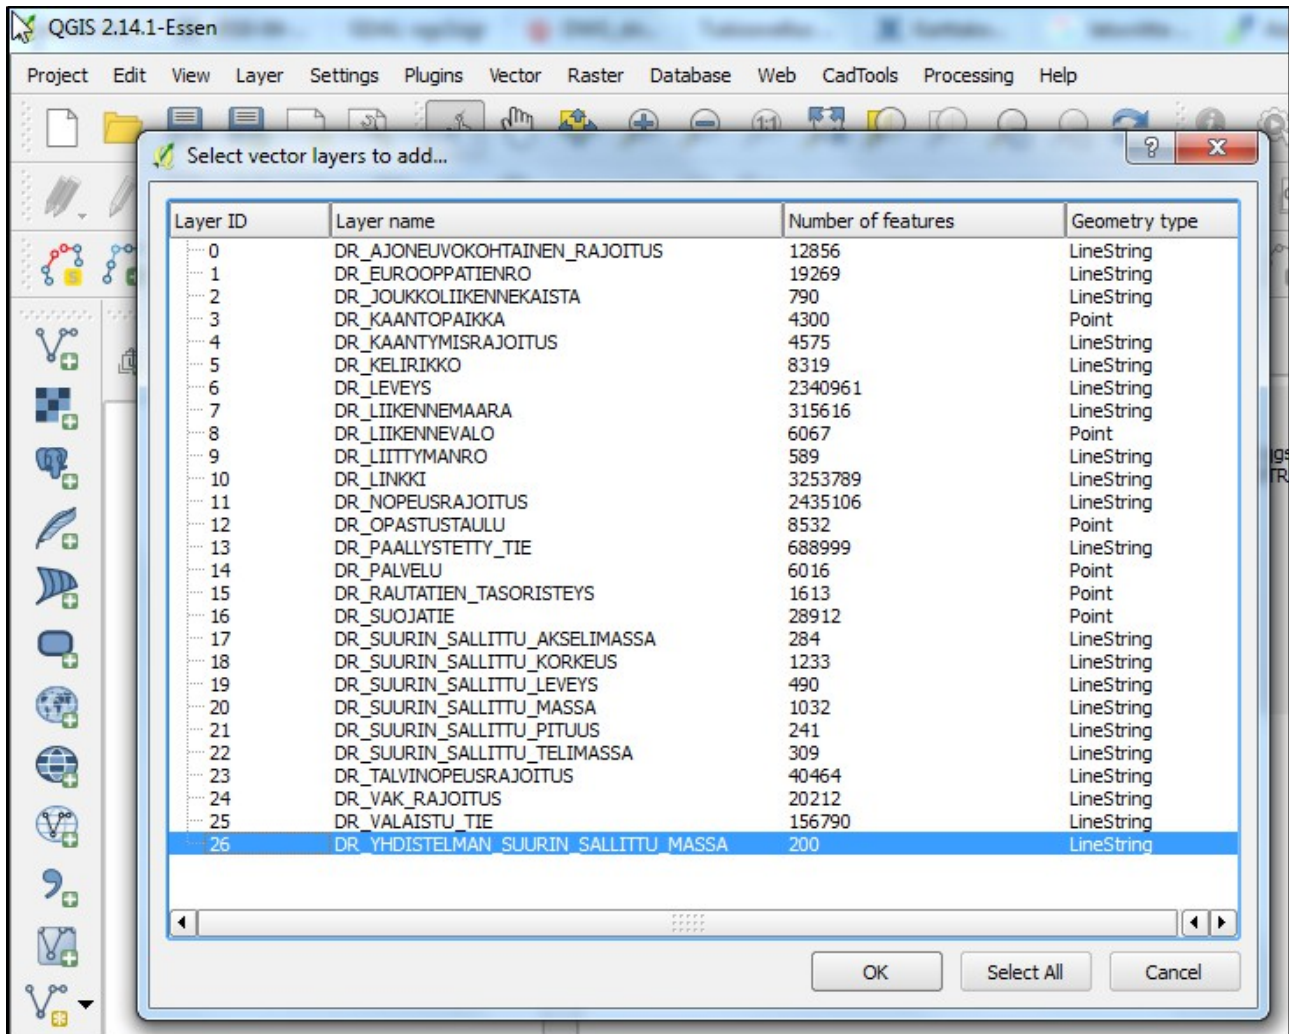 QGIS 2.14.1-Essen
Project Edit View Layer Settings Plugins Vector Raster Database Web CadTools Processing Help
Select vector layers to add...
Layer ID Layer name Number of features Geometry type
0 DR_AJONEUVOKOHTAINEN_RAJOITUS 12856 LineString
1 DR_EUROOPPATIENRO 19269 LineString
2 DR_JOUKKOLIIKENNEKAISTA 790 LineString
3 DR_KAANTOPAIKKA 4300 Point
4 DR_KAANTYMISRAJOITUS 4575 LineString
5 DR_KELIRIKKO 8319 LineString
6 DR_LEVEYS 2340961 LineString
7 DR_LIIKENNEMAARA 315616 LineString
8 DR_LIIKENNEVALO 6067 Point
9 DR_LIITTYMANRO 589 LineString
10 DR_LINKKI 3253789 LineString
11 DR_NOPEUSRAJOITUS 2435106 LineString
12 DR_OPASTUSTAULU 8532 Point
13 DR_PAALLYSTETTY_TIE 688999 LineString
14 DR_PALVELU 6016 Point
15 DR_RAUTATIEN_TASORISTEYS 1613 Point
16 DR_SUOJATIE 28912 Point
17 DR_SUURIN_SALLITTU_AKSELIMASSA 284 LineString
18 DR_SUURIN_SALLITTU_KORKEUS 1233 LineString
19 DR_SUURIN_SALLITTU_LEVEYS 490 LineString
20 DR_SUURIN_SALLITTU_MASSA 1032 LineString
21 DR_SUURIN_SALLITTU_PITUUS 241 LineString
22 DR_SUURIN_SALLITTU_TELIMASSA 309 LineString
23 DR_TALVINOPEUSRAJOITUS 40464 LineString
24 DR_VAK_RAJOITUS 20212 LineString
25 DR_VALAISTU_TIE 156790 LineString
26 DR_YHDISTELMAN_SUURIN_SALLITTU_MASSA 200 LineString
OK Select All Cancel